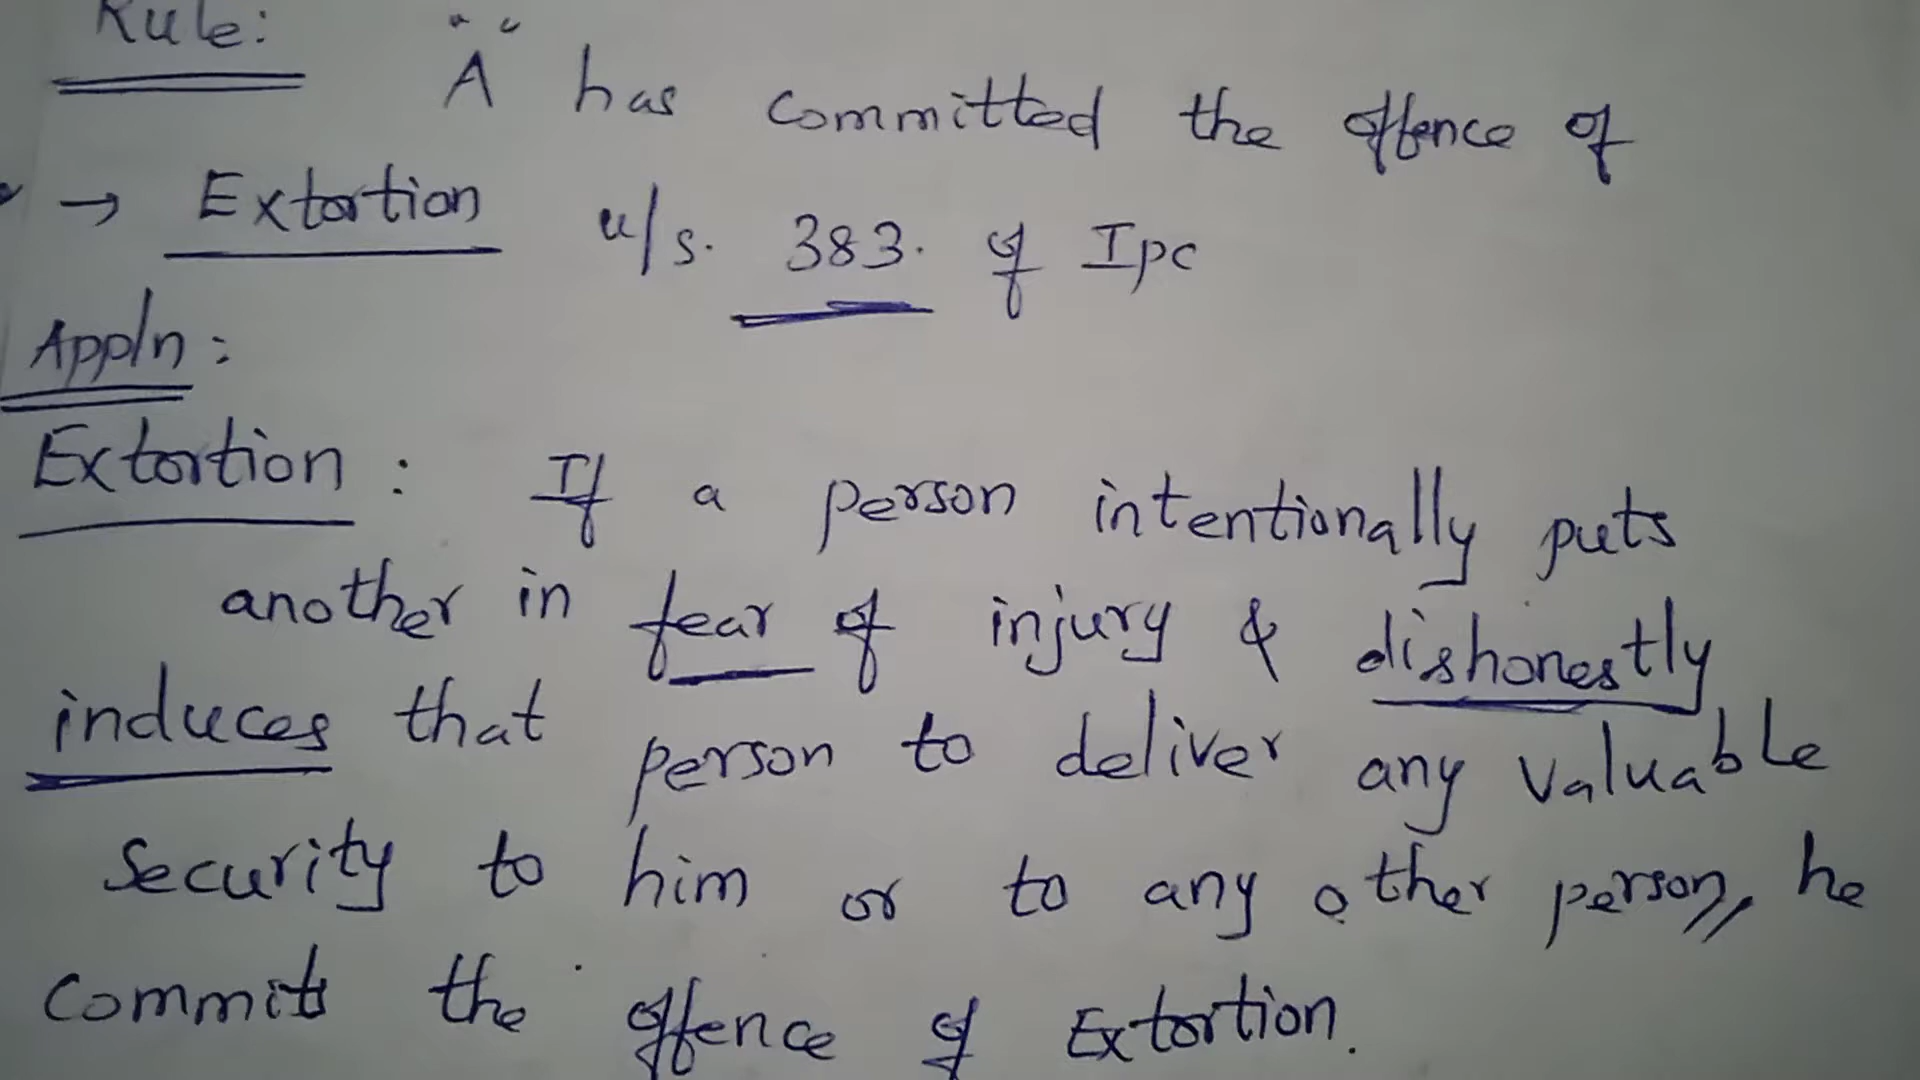 Rule: "A" has committed the offence of
→ Extortion u/s. 383. of Ipc
Appln:
Extortion : If a person intentionally puts
another in fear of injury & dishonestly
induces that person to deliver any valuable
Security to him or to any other person, he
Commits the offence of Extortion.